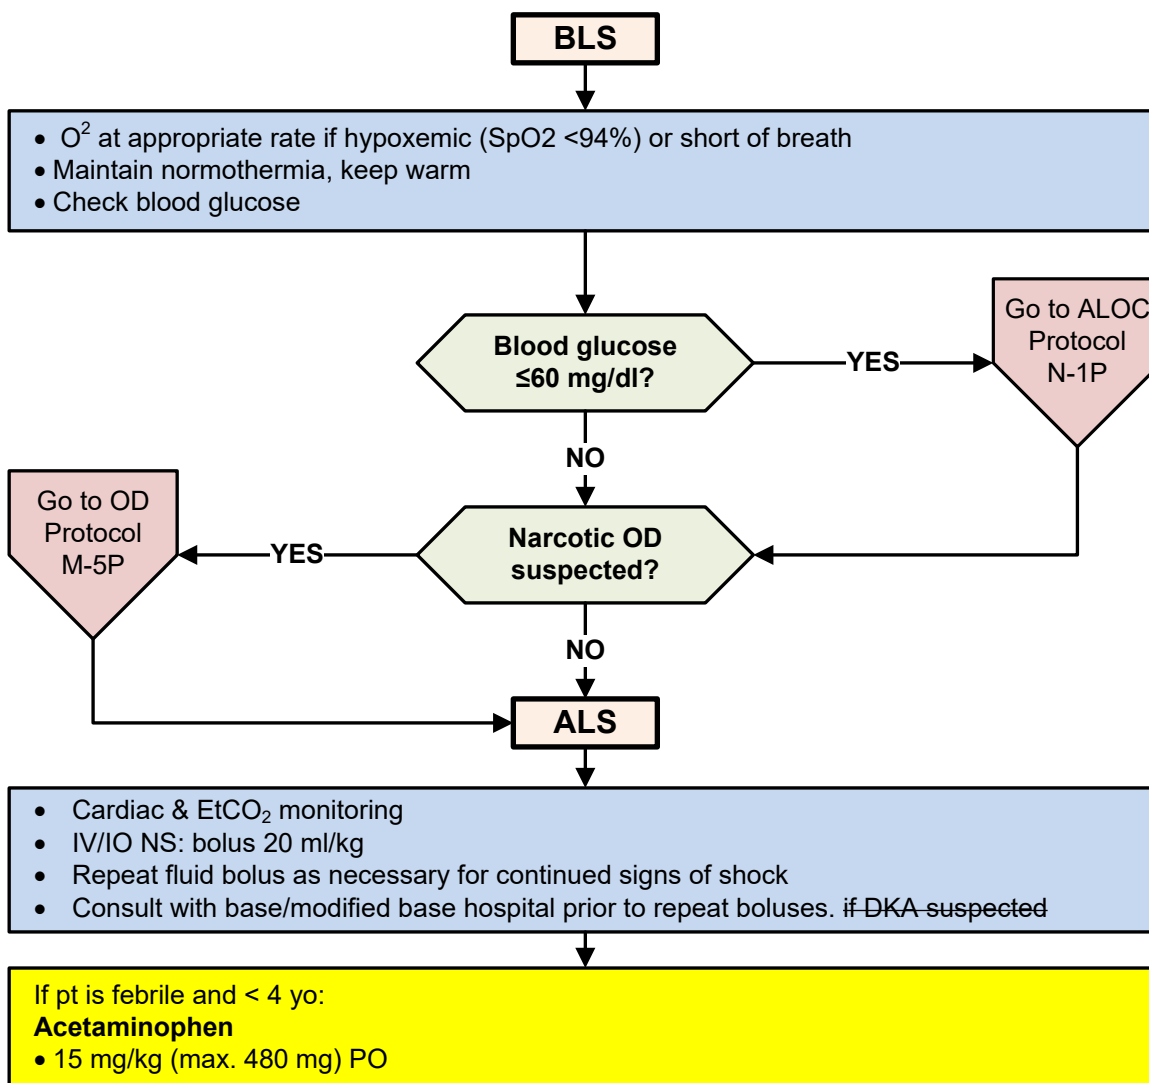 BLS
• O² at appropriate rate if hypoxemic (SpO2 <94%) or short of breath
• Maintain normothermia, keep warm
• Check blood glucose
Blood glucose
≤60 mg/dl?
YES
Go to ALOC
Protocol
N-1P
NO
Narcotic OD
suspected?
YES
Go to OD
Protocol
M-5P
NO
ALS
• Cardiac & EtCO₂ monitoring
• IV/IO NS: bolus 20 ml/kg
• Repeat fluid bolus as necessary for continued signs of shock
• Consult with base/modified base hospital prior to repeat boluses. if DKA suspected
If pt is febrile and < 4 yo:
Acetaminophen
• 15 mg/kg (max. 480 mg) PO